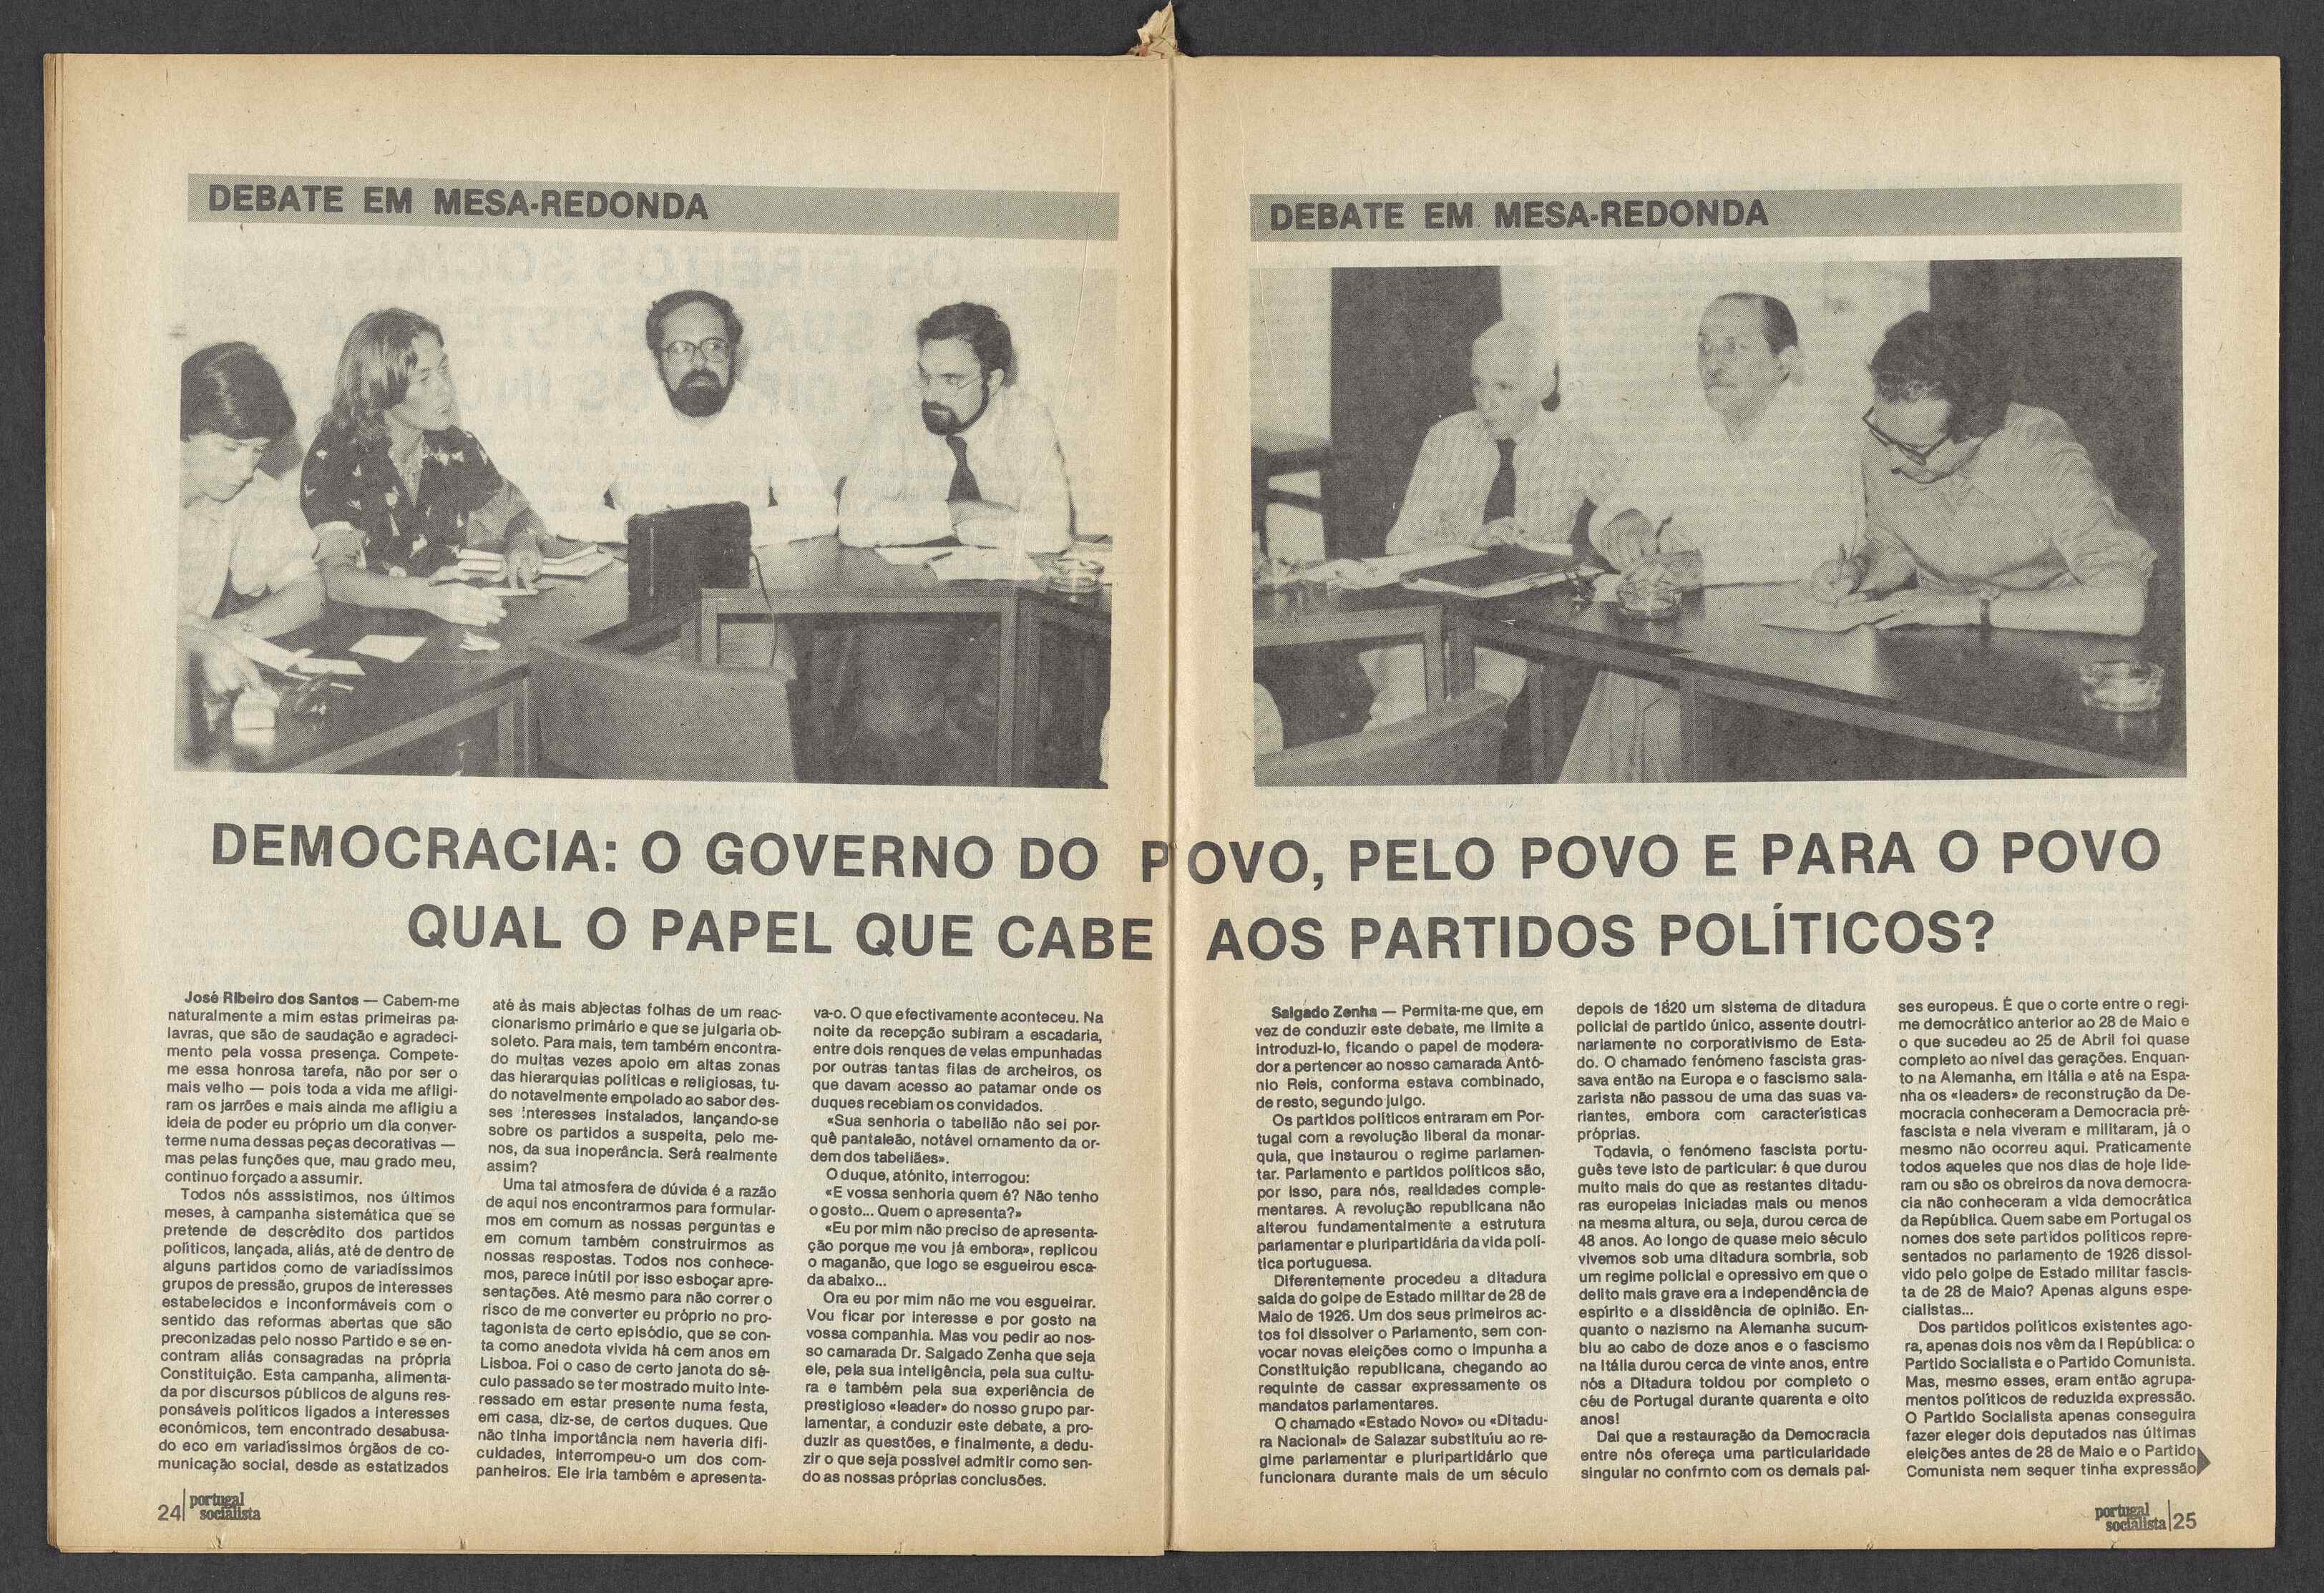 DEBATE EM MESA-REDONDA
DEBATE EM MESA-REDONDA
DEMOCRACIA: O GOVERNO DO POVO, PELO POVO E PARA O POVO
QUAL O PAPEL QUE CABE AOS PARTIDOS POLÍTICOS?
José Ribeiro dos Santos — Cabem-me
naturalmente a mim estas primeiras pa-
lavras, que são de saudação e agradeci-
mento pela vossa presença. Compete-
me essa honrosa tarefa, não por ser o
mais velho — pois toda a vida me afligi-
ram os jarrões e mais ainda me afligiu a
ideia de poder eu próprio um dia conver-
terme numa dessas peças decorativas —
mas pelas funções que, mau grado meu,
continuo forçado a assumir.
Todos nós asssistimos, nos últimos
meses, à campanha sistemática que se
pretende de descrédito dos partidos
políticos, lançada, aliás, até de dentro de
alguns partidos como de variadíssimos
grupos de pressão, grupos de interesses
estabelecidos e inconformáveis com o
sentido das reformas abertas que são
preconizadas pelo nosso Partido e se en-
contram aliás consagradas na própria
Constituição. Esta campanha, alimenta-
da por discursos públicos de alguns res-
ponsáveis políticos ligados a interesses
económicos, tem encontrado desabusa-
do eco em variadíssimos órgãos de co-
municação social, desde as estatizados
até às mais abjectas folhas de um reac-
cionarismo primário e que se julgaria ob-
soleto. Para mais, tem também encontra-
do muitas vezes apoio em altas zonas
das hierarquias políticas e religiosas, tu-
do notavelmente empolado ao sabor des-
ses interesses instalados, lançando-se
sobre os partidos a suspeita, pelo me-
nos, da sua inoperância. Será realmente
assim?
Uma tal atmosfera de dúvida é a razão
de aqui nos encontrarmos para formular-
mos em comum as nossas perguntas e
em comum também construirmos as
nossas respostas. Todos nos conhece-
mos, parece inútil por isso esboçar apre-
sentações. Até mesmo para não correr o
risco de me converter eu próprio no pro-
tagonista de certo episódio, que se con-
ta como anedota vivida há cem anos em
Lisboa. Foi o caso de certo janota do sé-
culo passado se ter mostrado muito inte-
ressado em estar presente numa festa,
em casa, diz-se, de certos duques. Que
não tinha importância nem haveria difi-
culdades, interrompeu-o um dos com-
panheiros. Ele iria também e apresenta-
va-o. O que efectivamente aconteceu. Na
noite da recepção subiram a escadaria,
entre dois renques de velas empunhadas
por outras tantas filas de archeiros, os
que davam acesso ao patamar onde os
duques recebiam os convidados.
«Sua senhoria o tabelião não sei por-
quê pantaleão, notável ornamento da or-
dem dos tabeliães».
O duque, atónito, interrogou:
«E vossa senhoria quem é? Não tenho
o gosto... Quem o apresenta?»
«Eu por mim não preciso de apresenta-
ção porque me vou já embora», replicou
o maganão, que logo se esgueirou esca-
da abaixo...
Ora eu por mim não me vou esgueirar.
Vou ficar por interesse e por gosto na
vossa companhia. Mas vou pedir ao nos-
so camarada Dr. Salgado Zenha que seja
ele, pela sua inteligência, pela sua cultu-
ra e também pela sua experiência de
prestigioso «leader» do nosso grupo par-
lamentar, a conduzir este debate, a pro-
duzir as questões, e finalmente, a dedu-
zir o que seja possível admitir como sen-
do as nossas próprias conclusões.
24 portugal
socialista
Salgado Zenha — Permita-me que, em
vez de conduzir este debate, me limite a
introduzi-lo, ficando o papel de modera-
dor a pertencer ao nosso camarada Antó-
nio Reis, conforma estava combinado,
de resto, segundo julgo.
Os partidos políticos entraram em Por-
tugal com a revolução liberal da monar-
quia, que instaurou o regime parlamen-
tar. Parlamento e partidos políticos são,
por isso, para nós, realidades comple-
mentares. A revolução republicana não
alterou fundamentalmente a estrutura
parlamentar e pluripartidária da vida polí-
tica portuguesa.
Diferentemente procedeu a ditadura
saída do golpe de Estado militar de 28 de
Maio de 1926. Um dos seus primeiros ac-
tos foi dissolver o Parlamento, sem con-
vocar novas eleições como o impunha a
Constituição republicana, chegando ao
requinte de cassar expressamente os
mandatos parlamentares.
O chamado «Estado Novo» ou «Ditadu-
ra Nacional» de Salazar substituiu ao re-
gime parlamentar e pluripartidário que
funcionara durante mais de um século
depois de 1820 um sistema de ditadura
policial de partido único, assente doutri-
nariamente no corporativismo de Esta-
do. O chamado fenómeno fascista gras-
sava então na Europa e o fascismo sala-
zarista não passou de uma das suas va-
riantes, embora com características
próprias.
Todavia, o fenómeno fascista portu-
guês teve isto de particular: é que durou
muito mais do que as restantes ditadu-
ras europeias iniciadas mais ou menos
na mesma altura, ou seja, durou cerca de
48 anos. Ao longo de quase meio século
vivemos sob uma ditadura sombria, sob
um regime policial e opressivo em que o
delito mais grave era a independência de
espírito e a dissidência de opinião. En-
quanto o nazismo na Alemanha sucum-
biu ao cabo de doze anos e o fascismo
na Itália durou cerca de vinte anos, entre
nós a Ditadura toldou por completo o
céu de Portugal durante quarenta e oito
anos!
Daí que a restauração da Democracia
entre nós ofereça uma particularidade
singular no confrnto com os demais paí-
ses europeus. É que o corte entre o regi-
me democrático anterior ao 28 de Maio e
o que sucedeu ao 25 de Abril foi quase
completo ao nível das gerações. Enquan-
to na Alemanha, em Itália e até na Espa-
nha os «leaders» de reconstrução da De-
mocracia conheceram a Democracia pré-
fascista e nela viveram e militaram, já o
mesmo não ocorreu aqui. Praticamente
todos aqueles que nos dias de hoje lide-
ram ou são os obreiros da nova democra-
cia não conheceram a vida democrática
da República. Quem sabe em Portugal os
nomes dos sete partidos políticos repre-
sentados no parlamento de 1926 dissol-
vido pelo golpe de Estado militar fascis-
ta de 28 de Maio? Apenas alguns espe-
cialistas...
Dos partidos políticos existentes ago-
ra, apenas dois nos vêm da I República: o
Partido Socialista e o Partido Comunista.
Mas, mesmo esses, eram então agrupa-
mentos políticos de reduzida expressão.
O Partido Socialista apenas conseguira
fazer eleger dois deputados nas últimas
eleições antes de 28 de Maio e o Partido
Comunista nem sequer tinha expressão
portugal
socialista 25